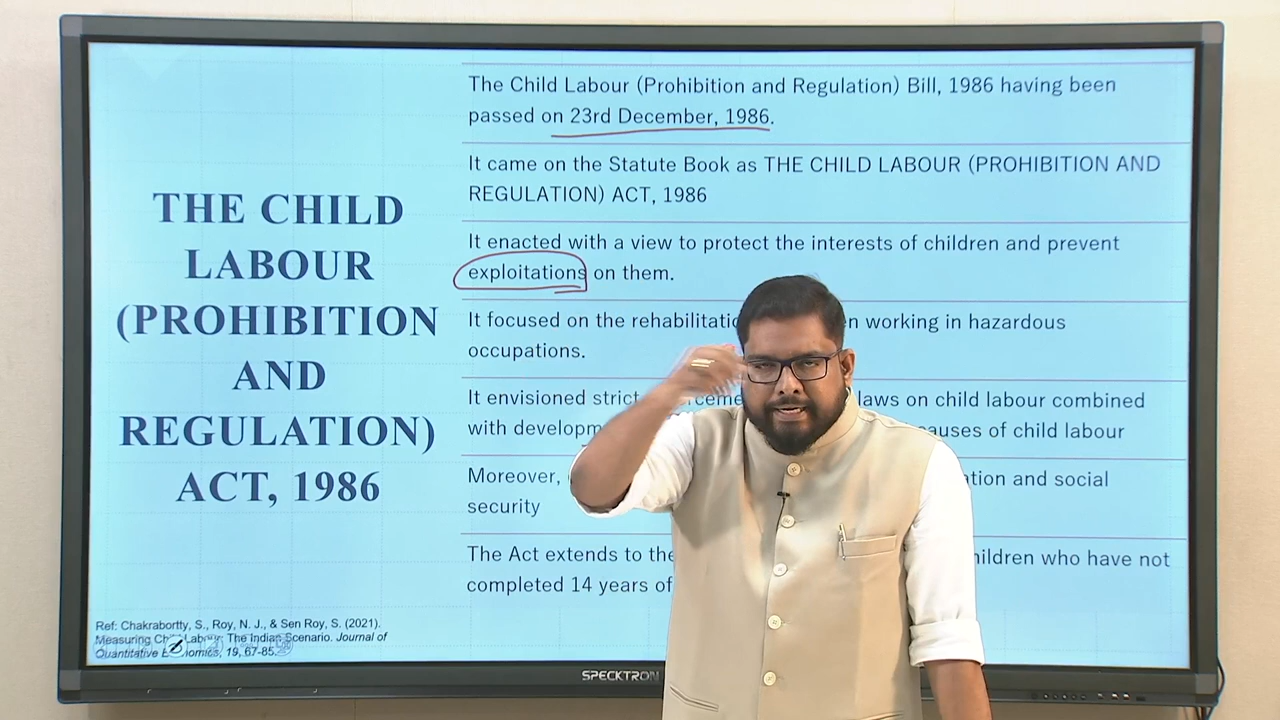 THE CHILD
LABOUR
(PROHIBITION
AND
REGULATION)
ACT, 1986
The Child Labour (Prohibition and Regulation) Bill, 1986 having been
passed on 23rd December, 1986.
It came on the Statute Book as THE CHILD LABOUR (PROHIBITION AND
REGULATION) ACT, 1986
It enacted with a view to protect the interests of children and prevent
exploitations on them.
It focused on the working in hazardous
occupations.
It envisioned strict laws on child labour combined
with causes of child labour
Moreover, and social
security
The Act extends to the who have not
completed 14 years of
Ref: Chakrabortty, S., Roy, N. J., & Sen Roy, S. (2021).
Measuring Labour: The Indian Scenario. Journal of
Quantitative 19, 67-85.
SPECKTRON